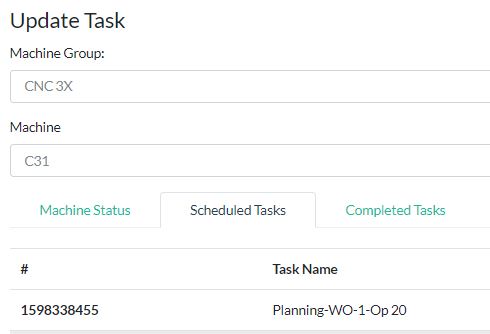 Update Task
Machine Group:
CNC 3X
Machine
C31
Machine Status Scheduled Tasks Completed Tasks
# Task Name
1598338455 Planning-WO-1-Op 20